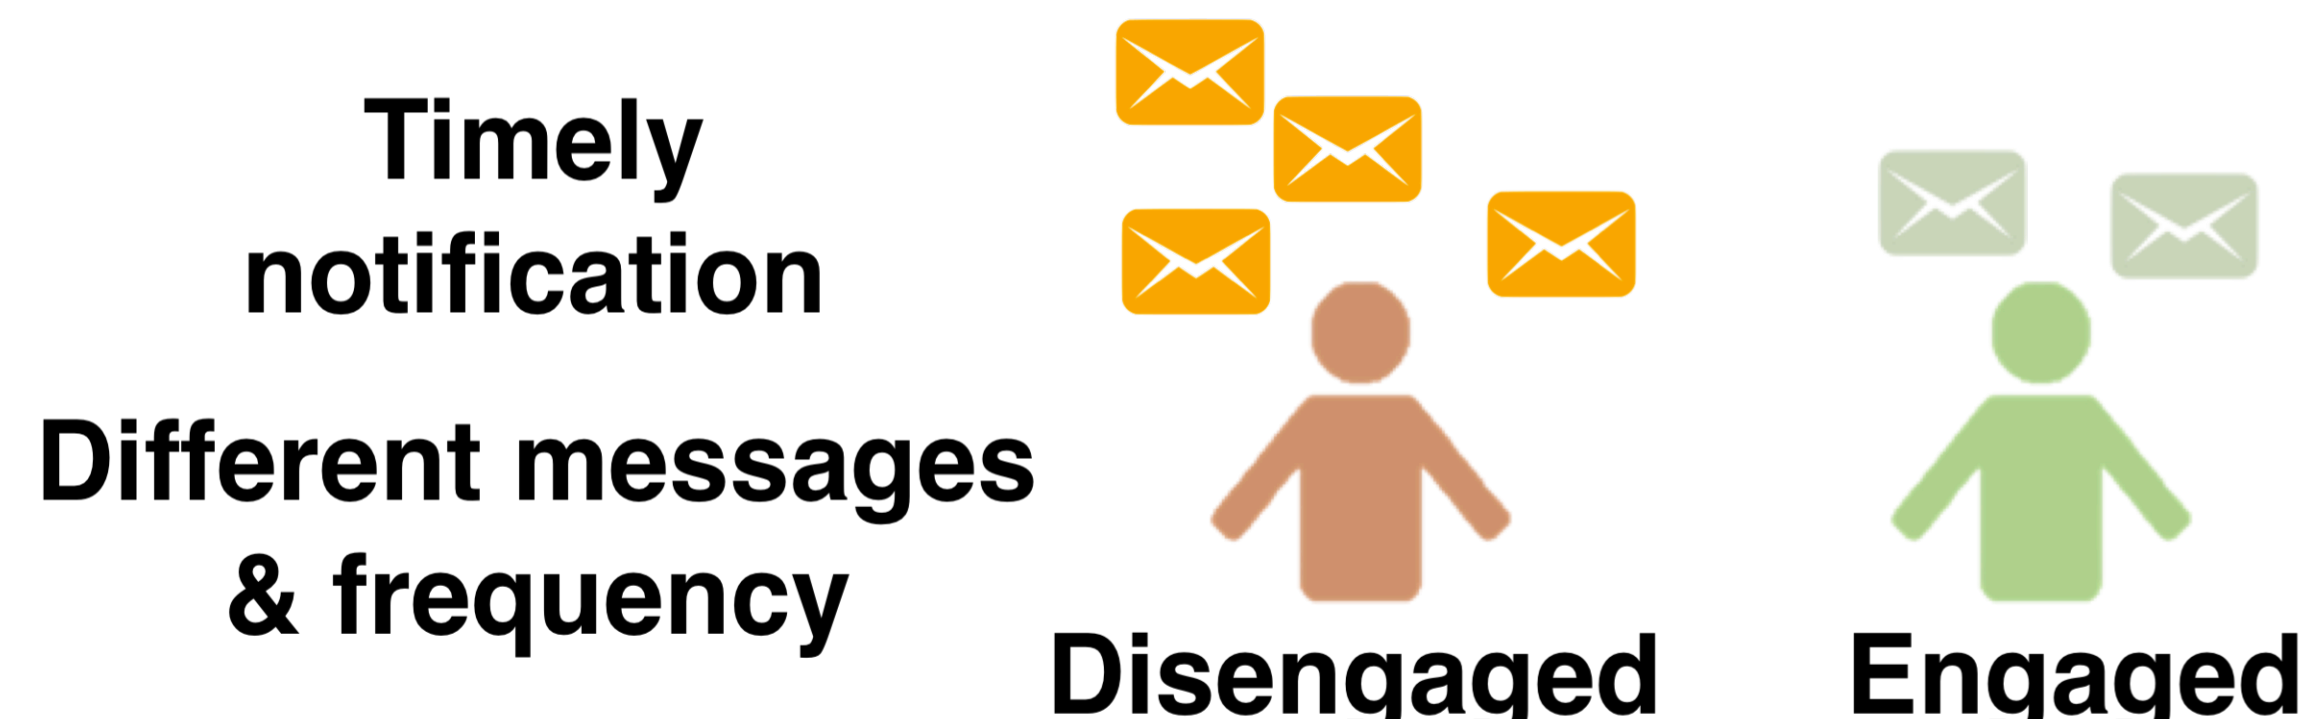 Timely
notification
Different messages
& frequency
Disengaged
Engaged